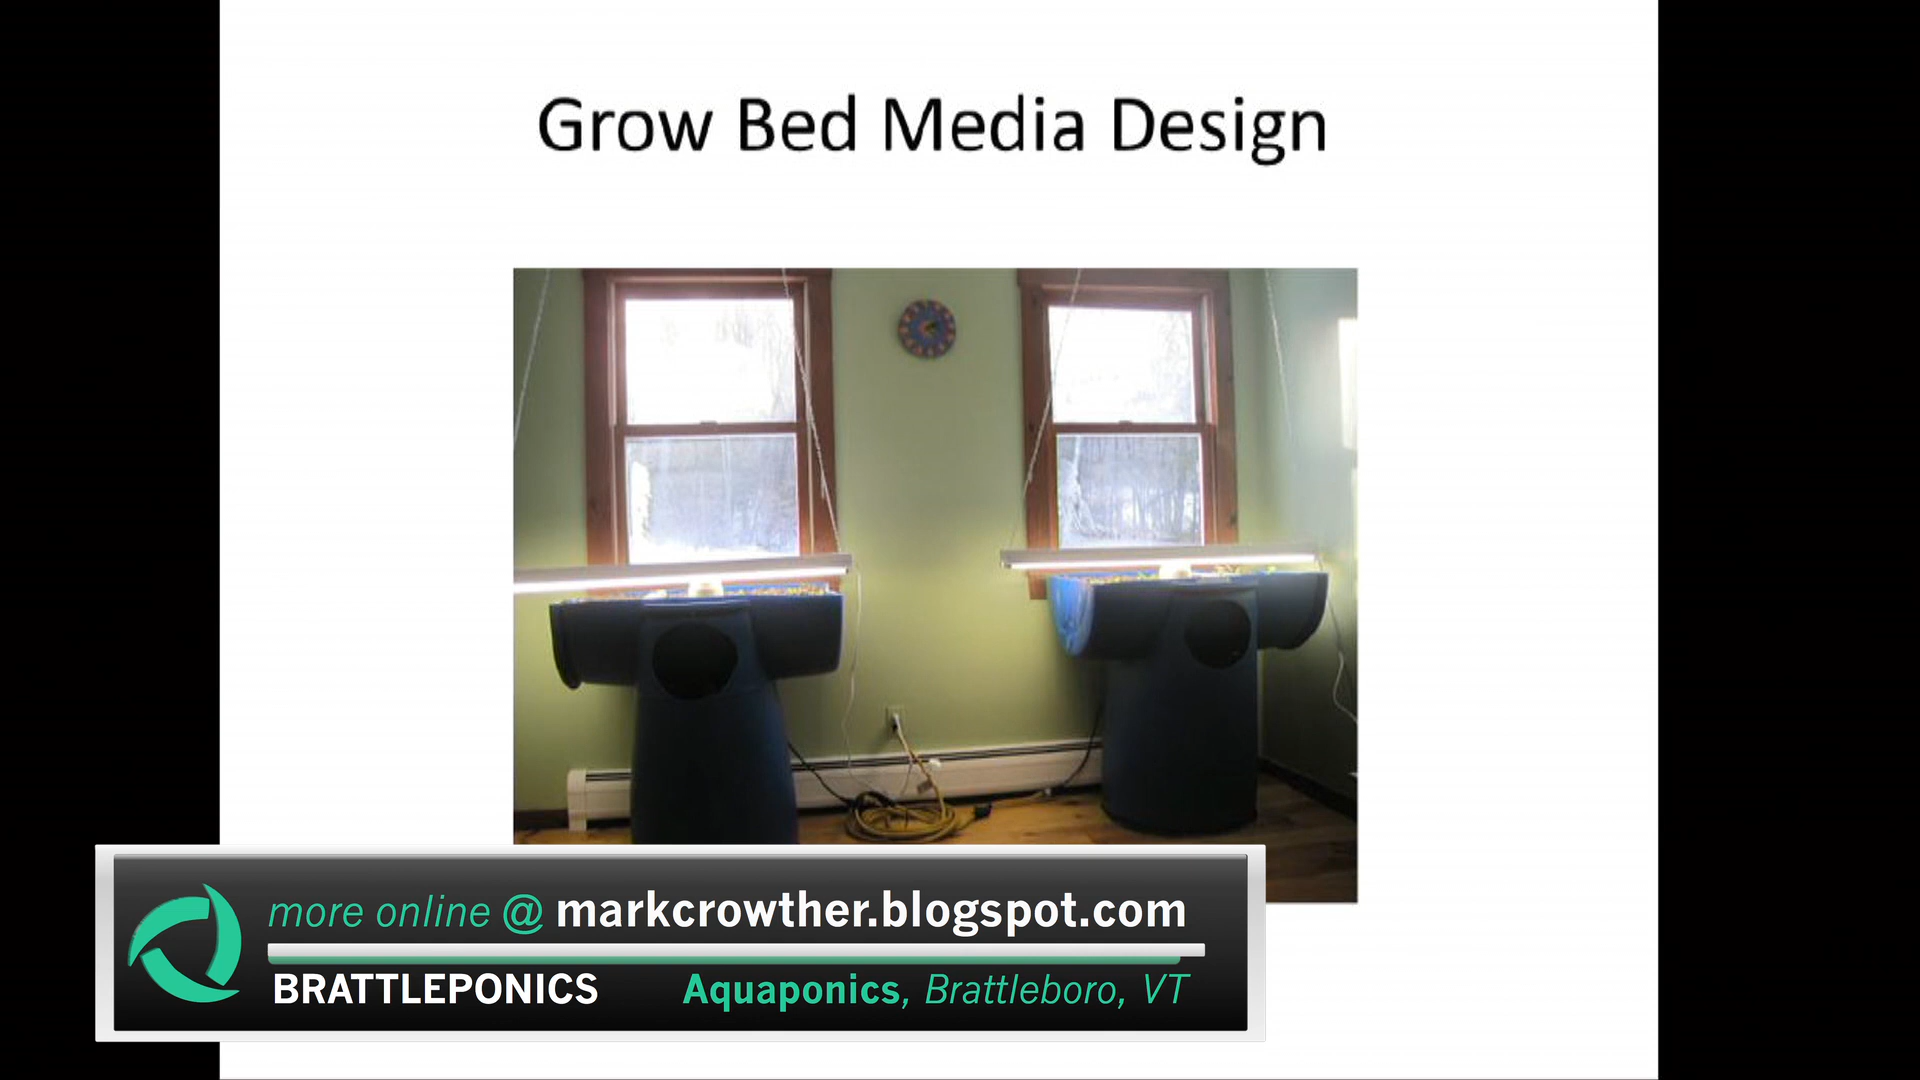 Grow Bed Media Design
more online @ markcrowther.blogspot.com
BRATTLEPONICS Aquaponics, Brattleboro, VT